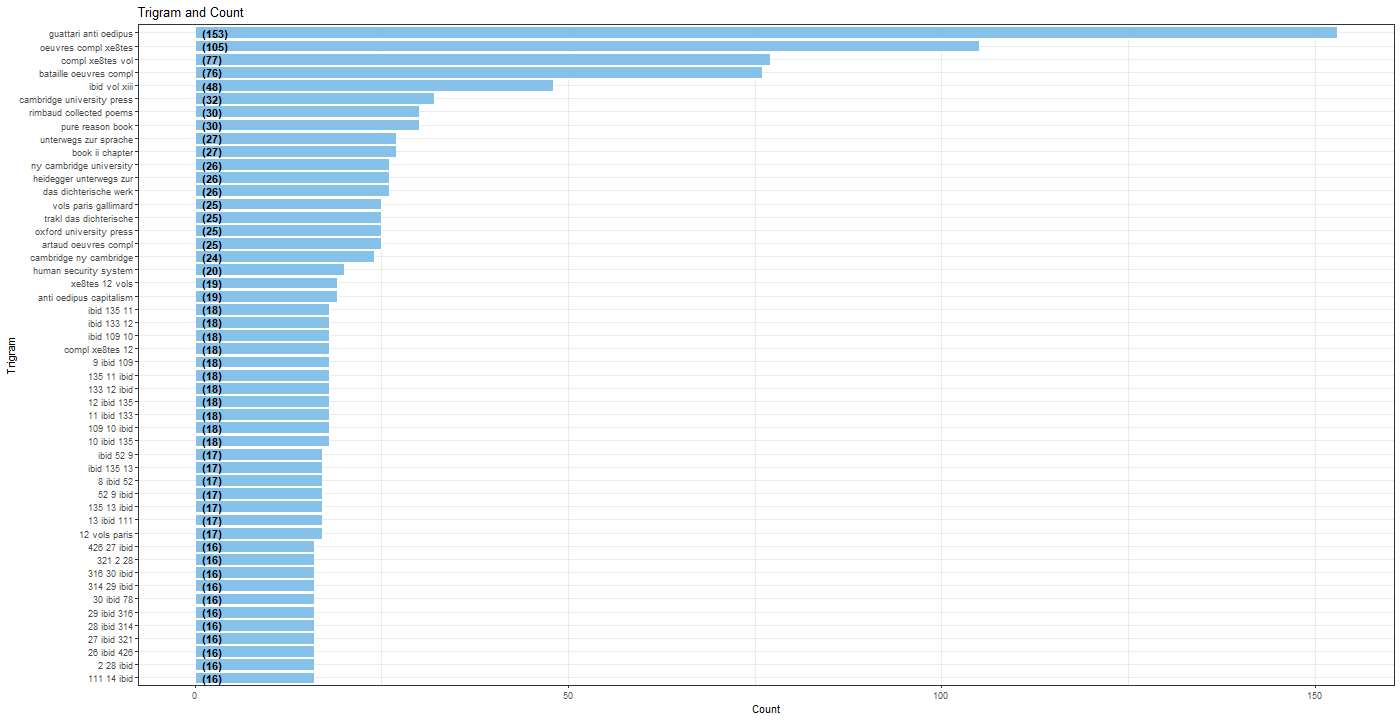 Trigram and Count
guattari anti oedipus (153)
oeuvres compl xe8tes (105)
compl xe8tes vol (77)
bataille oeuvres compl (76)
ibid vol xiii (48)
cambridge university press (32)
rimbaud collected poems (30)
pure reason book (30)
unterwegs zur sprache (27)
book ii chapter (27)
ny cambridge university (26)
heidegger unterwegs zur (26)
das dichterische werk (26)
vols paris gallimard (25)
trakl das dichterische (25)
oxford university press (25)
artaud oeuvres compl (25)
cambridge ny cambridge (24)
human security system (20)
xe8tes 12 vols (19)
anti oedipus capitalism (19)
ibid 135 11 (18)
ibid 133 12 (18)
ibid 109 10 (18)
compl xe8tes 12 (18)
9 ibid 109 (18)
135 11 ibid (18)
133 12 ibid (18)
12 ibid 135 (18)
11 ibid 133 (18)
109 10 ibid (18)
10 ibid 135 (18)
ibid 52 9 (17)
ibid 135 13 (17)
8 ibid 52 (17)
52 9 ibid (17)
135 13 ibid (17)
13 ibid 111 (17)
12 vols paris (17)
426 27 ibid (16)
321 2 28 (16)
316 30 ibid (16)
314 29 ibid (16)
30 ibid 78 (16)
29 ibid 316 (16)
28 ibid 314 (16)
27 ibid 321 (16)
26 ibid 426 (16)
2 28 ibid (16)
111 14 ibid (16)
Trigram
0 50 100 150
Count